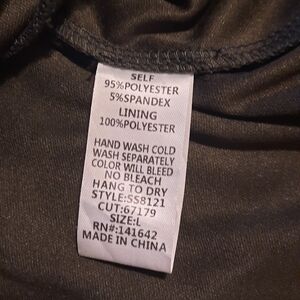 SELF
95%POLYESTER
5%SPANDEX
LINING
100%POLYESTER
HAND WASH COLD
WASH SEPARATELY
COLOR WILL BLEED
NO BLEACH
HANG TO DRY
STYLE:SS8121
CUT:67179
SIZE:L
RN#:141642
MADE IN CHINA